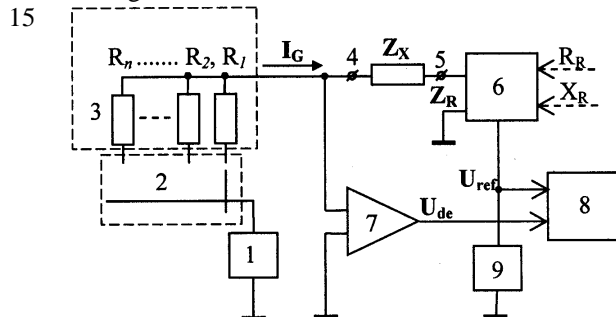 15
Rn ........ R2, R1
IG
4
ZX
5
ZR
6
RR
XR
3
2
1
7
Uref
Ude
8
9